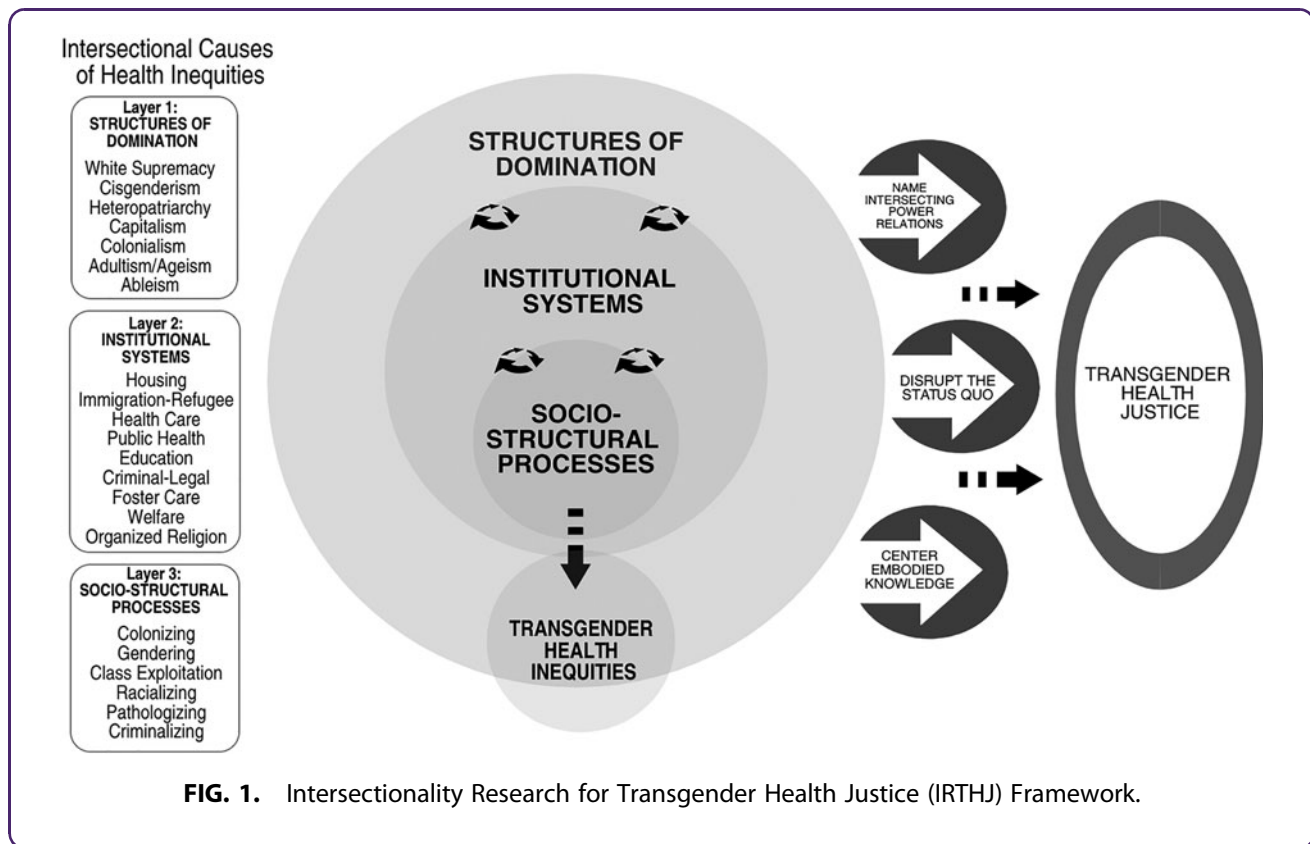 Intersectional Causes
of Health Inequities
Layer 1:
STRUCTURES OF
DOMINATION
White Supremacy
Cisgenderism
Heteropatriarchy
Capitalism
Colonialism
Adultism/Ageism
Ableism
Layer 2:
INSTITUTIONAL
SYSTEMS
Housing
Immigration-Refugee
Health Care
Public Health
Education
Criminal-Legal
Foster Care
Welfare
Organized Religion
Layer 3:
SOCIO-STRUCTURAL
PROCESSES
Colonizing
Gendering
Class Exploitation
Racializing
Pathologizing
Criminalizing
STRUCTURES OF
DOMINATION
INSTITUTIONAL
SYSTEMS
SOCIO-
STRUCTURAL
PROCESSES
TRANSGENDER
HEALTH
INEQUITIES
NAME
INTERSECTING
POWER
RELATIONS
DISRUPT THE
STATUS QUO
CENTER
EMBODIED
KNOWLEDGE
TRANSGENDER
HEALTH
JUSTICE
FIG. 1. Intersectionality Research for Transgender Health Justice (IRTHJ) Framework.